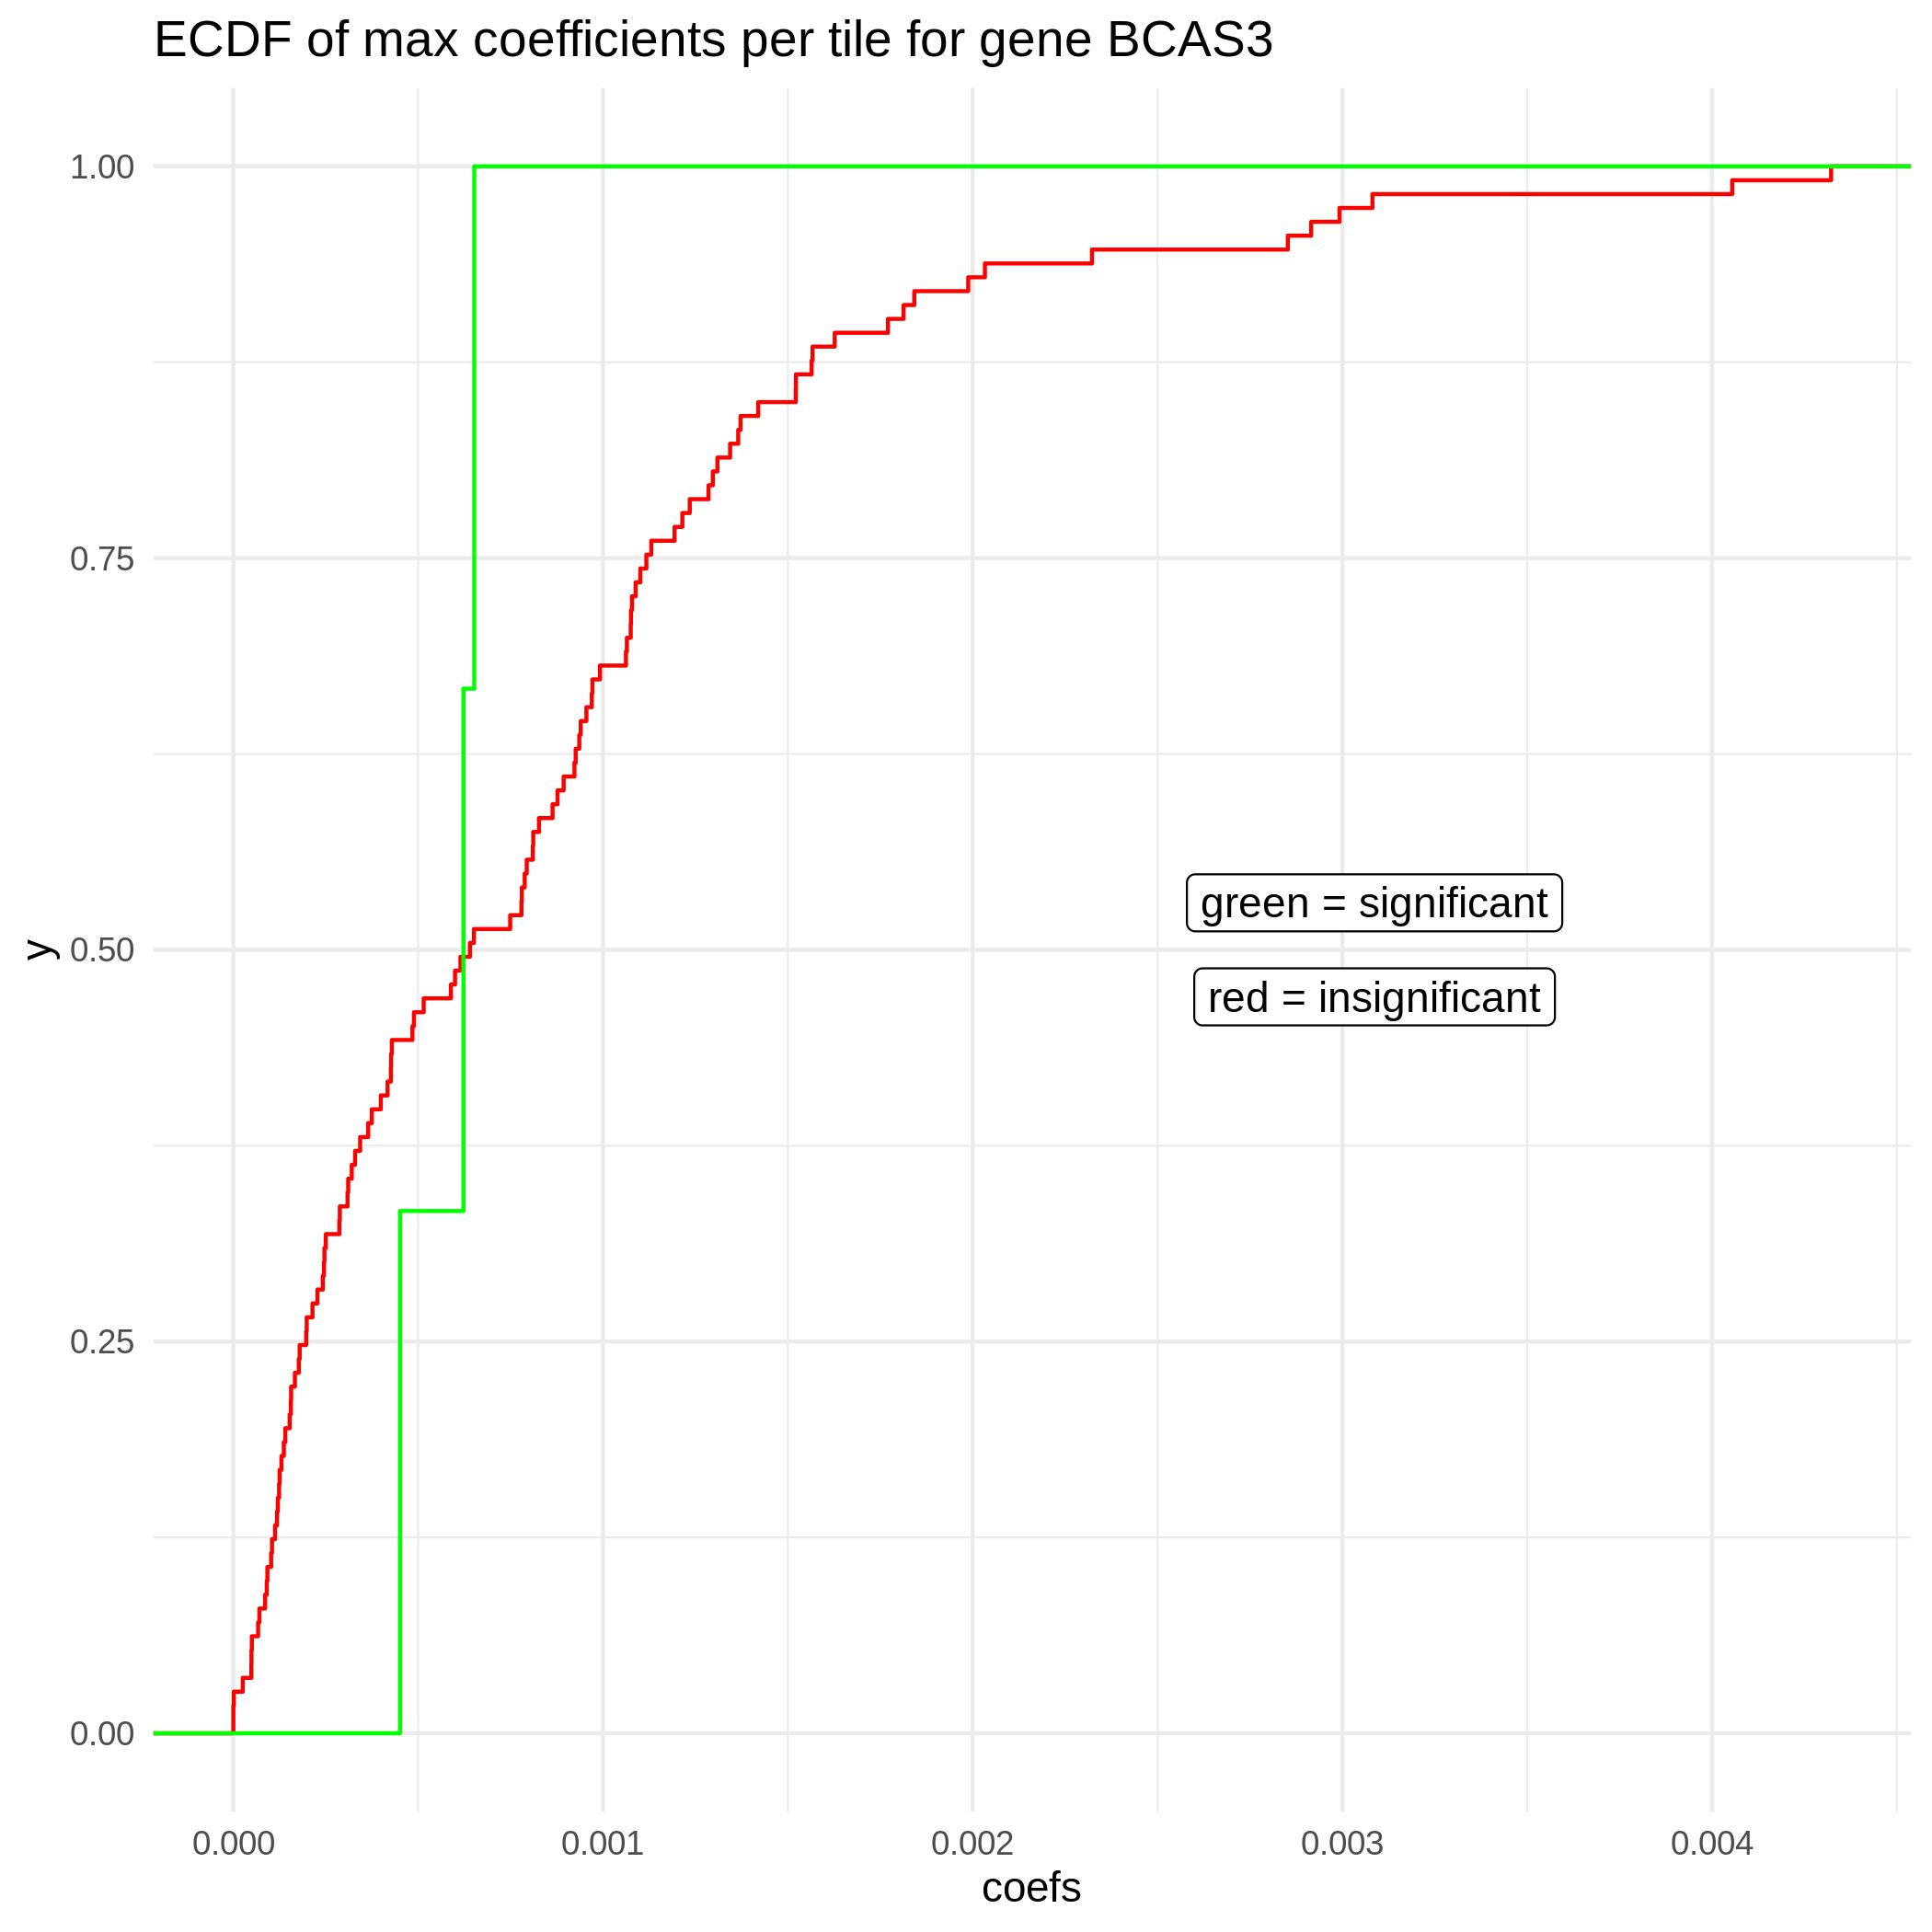 ECDF of max coefficients per tile for gene BCAS3
1.00
0.75
0.50
0.25
0.00
y
green = significant
red = insignificant
0.000 0.001 0.002 0.003 0.004
coefs